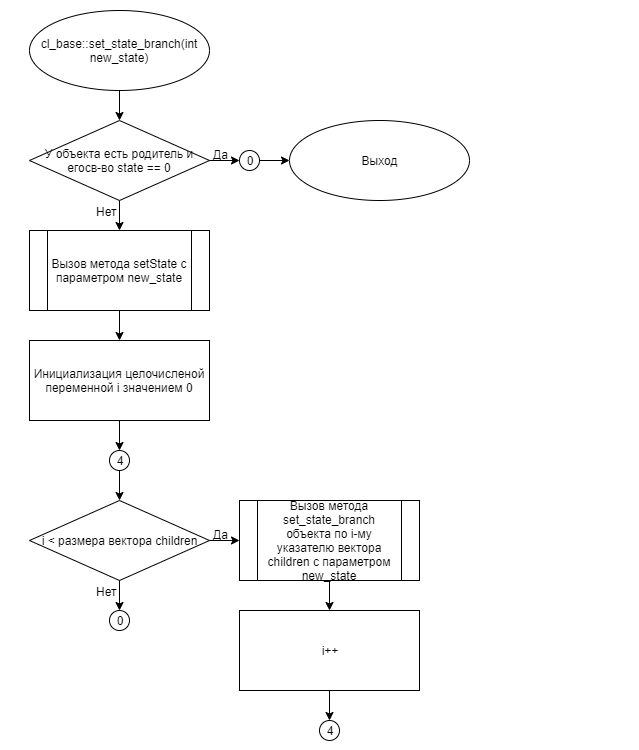 cl_base::set_state_branch(int
new_state)
У объекта есть родитель и
егосв-во state == 0
Да
0
Выход
Нет
Вызов метода setState с
параметром new_state
Инициализация целочисленой
переменной i значением 0
4
i < размера вектора children
Да
Вызов метода
set_state_branch
объекта по i-му
указателю вектора
children с параметром
new_state
Нет
0
i++
4